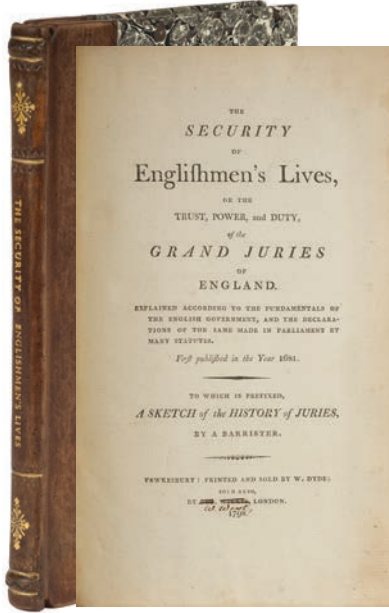 THE SECURITY OF ENGLISHMEN'S LIVES
THE
SECURITY
OF
Engliſhmen's Lives,
OR THE
TRUST, POWER, and DUTY,
of the
GRAND JURIES
OF
ENGLAND.
EXPLAINED ACCORDING TO THE FUNDAMENTALS OF
THE ENGLISH GOVERNMENT, AND THE DECLARA-
TIONS OF THE SAME MADE IN PARLIAMENT BY
MANY STATUTES.
Firſt publiſhed in the Year 1681.
TO WHICH IS PREFIXED,
A SKETCH of the HISTORY of JURIES,
BY A BARRISTER.
TEWKESBURY: PRINTED AND SOLD BY W. DYDE;
SOLD ALSO,
BY LONDON.